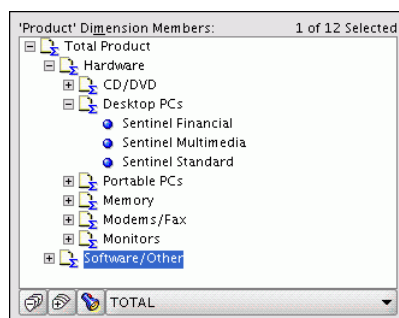 'Product' Dimension Members: 1 of 12 Selected
Total Product
Hardware
CD/DVD
Desktop PCs
Sentinel Financial
Sentinel Multimedia
Sentinel Standard
Portable PCs
Memory
Modems/Fax
Monitors
Software/Other
TOTAL